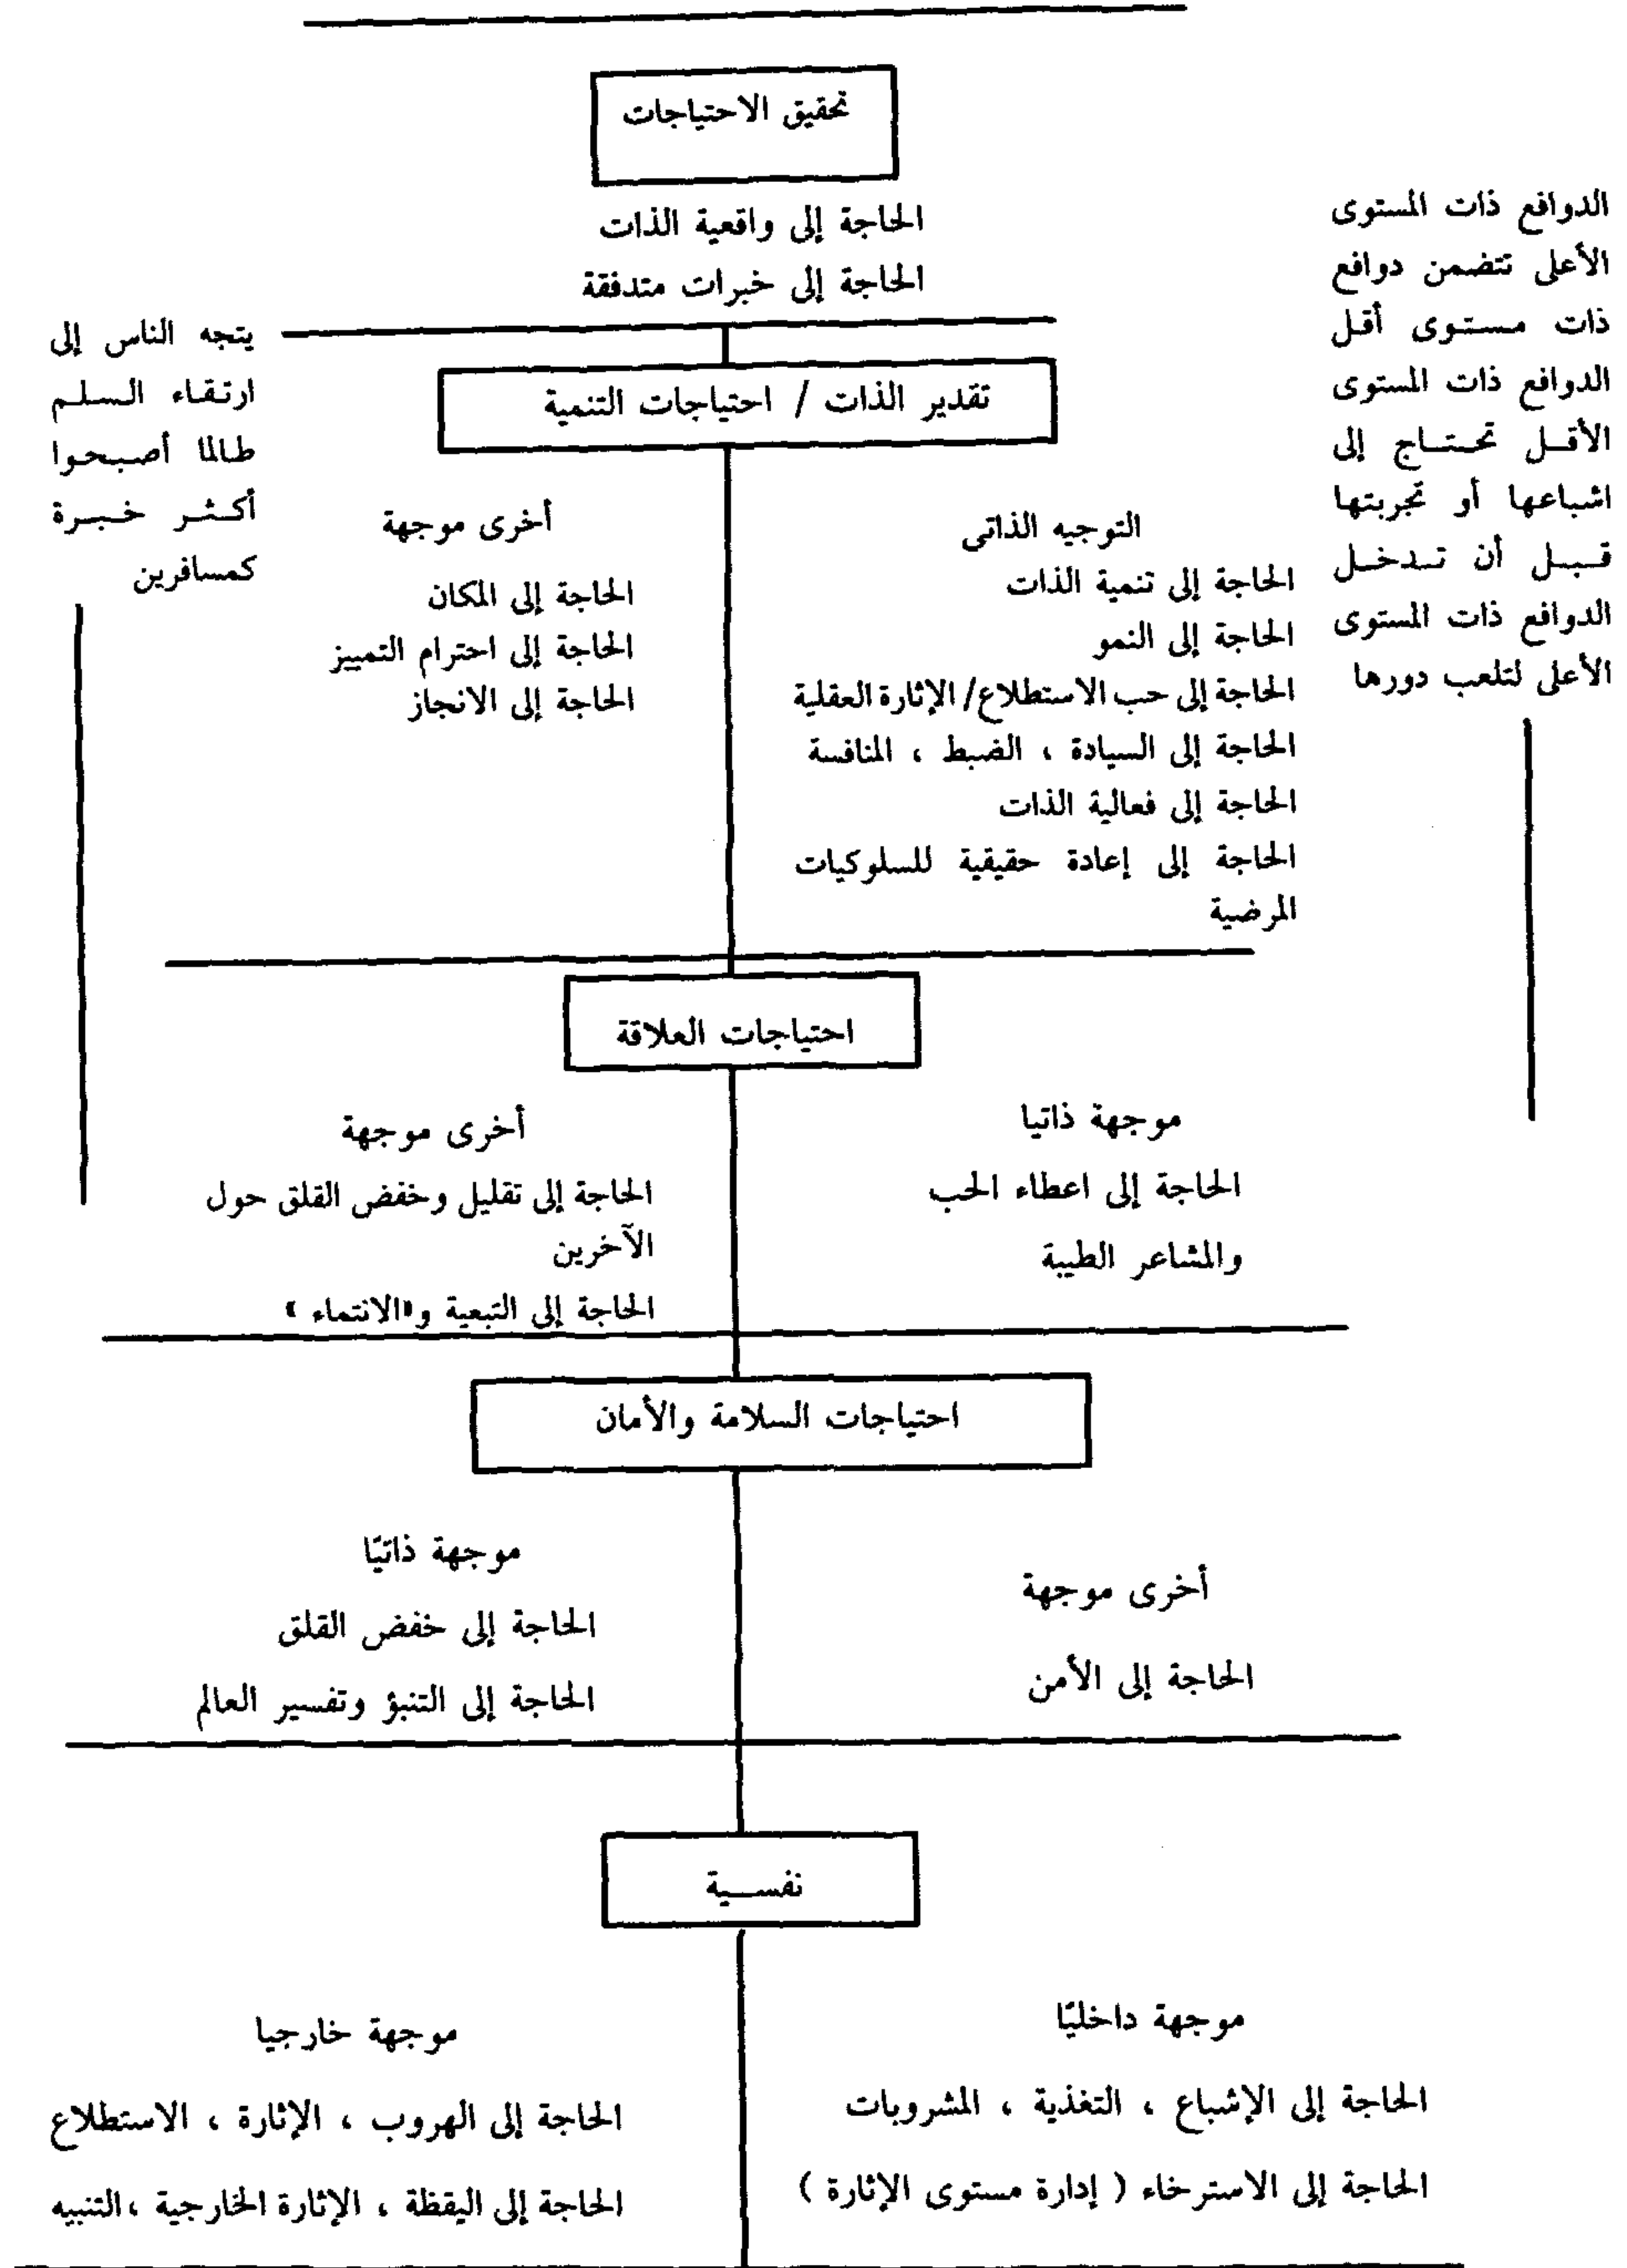 تحقيق الاحتياجات
الحاجة إلى واقعية الذات
الحاجة إلى خبرات متدفقة
الدوافع ذات المستوى
الأعلى تتضمن دوافع
ذات مستوى أقل
الدوافع ذات المستوى
الأقل تحتاج إلى
اشباعها أو تجربتها
قبل أن تدخل
الدوافع ذات المستوى
الأعلى لتلعب دورها
يتجه الناس إلى
ارتقاء السلم
طالما أصبحوا
أكثر خبرة
كمسافرين
تقدير الذات / احتياجات التنمية
التوجيه الذاتى
الحاجة إلى تنمية الذات
الحاجة إلى النمو
الحاجة إلى حب الاستطلاع/ الإثارة العقلية
الحاجة إلى السيادة ، الضبط ، المنافسة
الحاجة إلى فعالية الذات
الحاجة إلى إعادة حقيقية للسلوكيات
المرضية
أخرى موجهة
الحاجة إلى المكان
الحاجة إلى احترام التمييز
الحاجة إلى الانجاز
احتياجات العلاقة
موجهة ذاتيا
الحاجة إلى اعطاء الحب
والمشاعر الطيبة
أخرى موجهة
الحاجة إلى تقليل وخفض القلق حول
الآخرين
الحاجة إلى التبعية و«الانتماء »
احتياجات السلامة والأمان
أخرى موجهة
الحاجة إلى الأمن
موجهة ذاتيًا
الحاجة إلى خفض القلق
الحاجة إلى التنبؤ وتفسير العالم
نفسية
موجهة داخليًا
الحاجة إلى الإشباع ، التغذية ، المشروبات
الحاجة إلى الاسترخاء ( إدارة مستوى الإثارة )
موجهة خارجيا
الحاجة إلى الهروب ، الإثارة ، الاستطلاع
الحاجة إلى اليقظة ، الإثارة الخارجية ،التنبيه